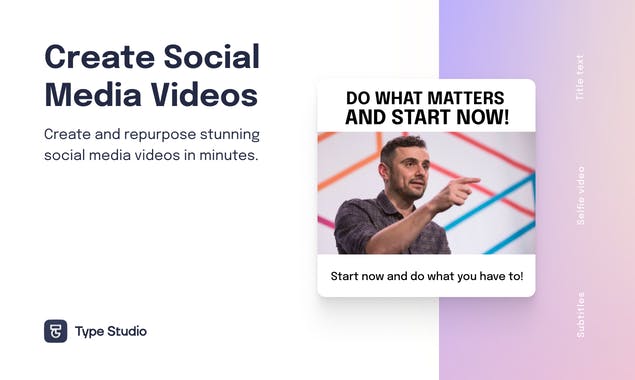 Create Social
Media Videos
Create and repurpose stunning
social media videos in minutes.
DO WHAT MATTERS
AND START NOW!
Start now and do what you have to!
Title text
Selfie video
Subtitles
Type Studio